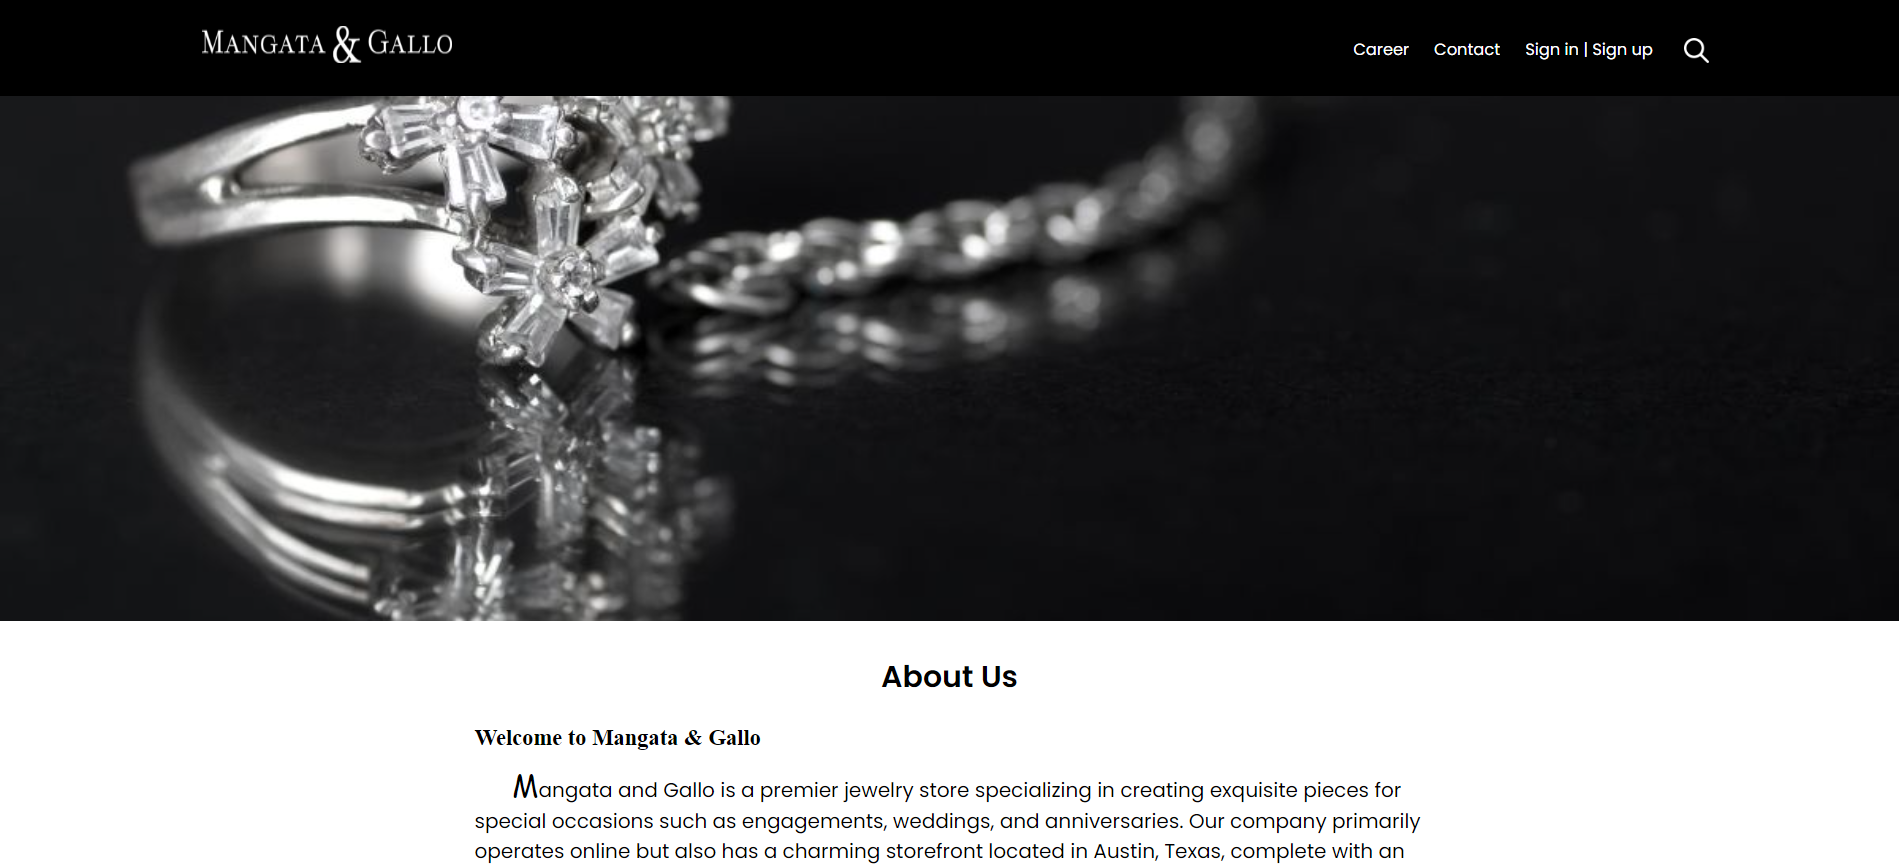 MANGATA & GALLO
Career Contact Sign in | Sign up
About Us
Welcome to Mangata & Gallo
Mangata and Gallo is a premier jewelry store specializing in creating exquisite pieces for
special occasions such as engagements, weddings, and anniversaries. Our company primarily
operates online but also has a charming storefront located in Austin, Texas, complete with an